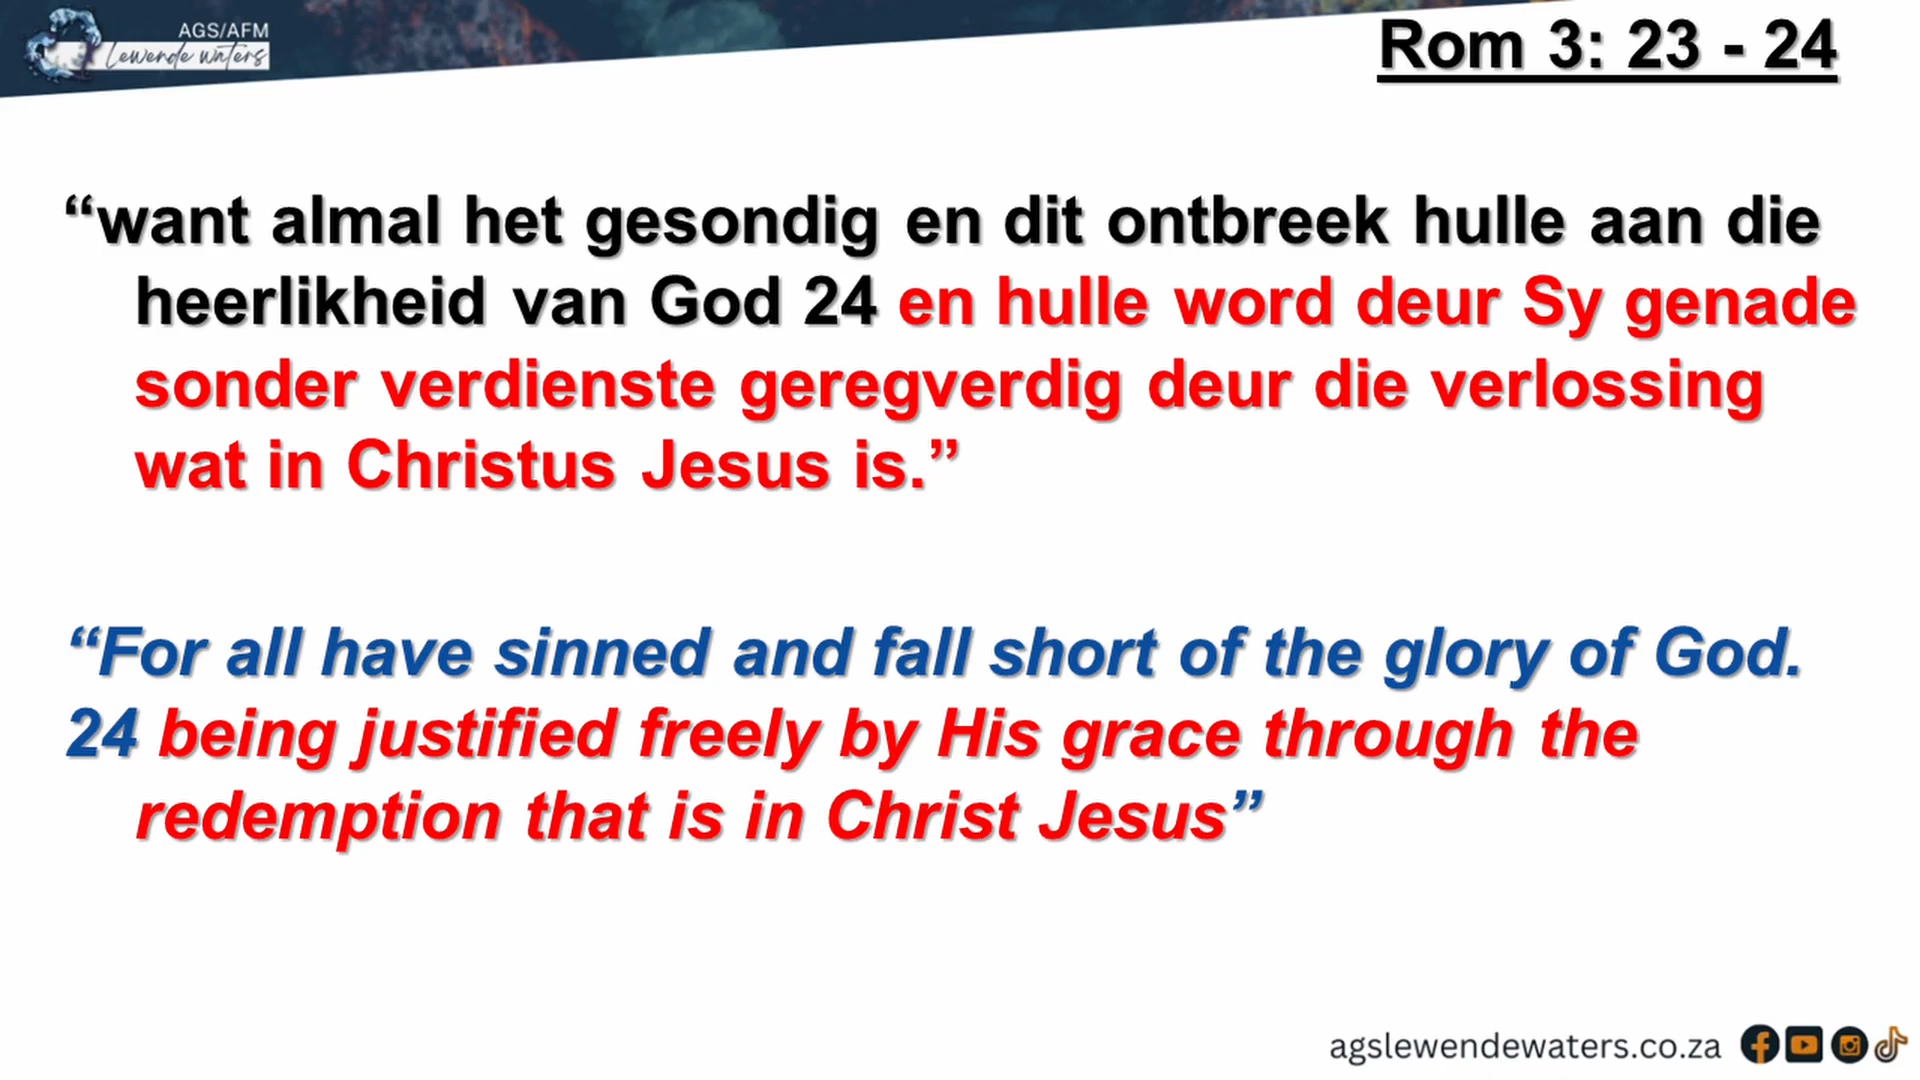 AGS/AFM
Lewende waters
Rom 3: 23 - 24
“want almal het gesondig en dit ontbreek hulle aan die
heerlikheid van God 24 en hulle word deur Sy genade
sonder verdienste geregverdig deur die verlossing
wat in Christus Jesus is.”
“For all have sinned and fall short of the glory of God.
24 being justified freely by His grace through the
redemption that is in Christ Jesus”
agslewendewaters.co.za